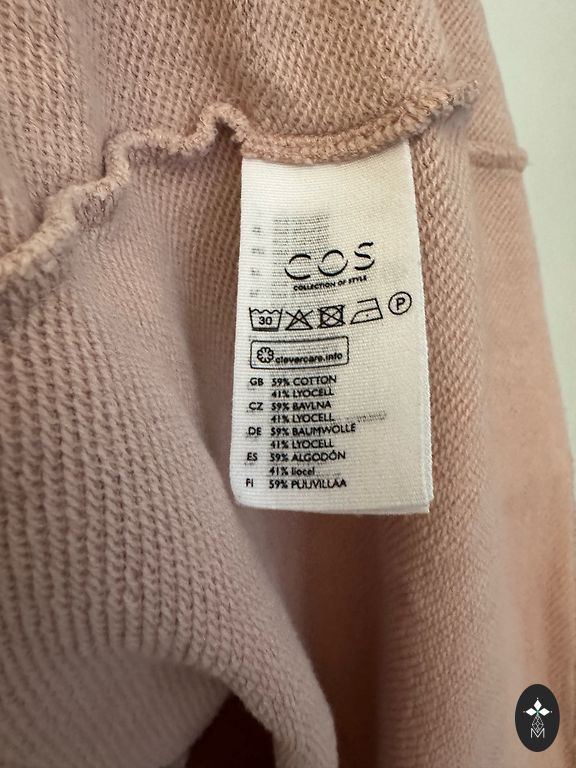 COS
COLLECTION OF STYLE
30
P
clevercare.info
GB 59% COTTON
41% LYOCELL
CZ 59% BAVLNA
41% LYOCELL
DE 59% BAUMWOLLE
41% LYOCELL
ES 59% ALGODÓN
41% liocel
FI 59% PUUVILLAA
M